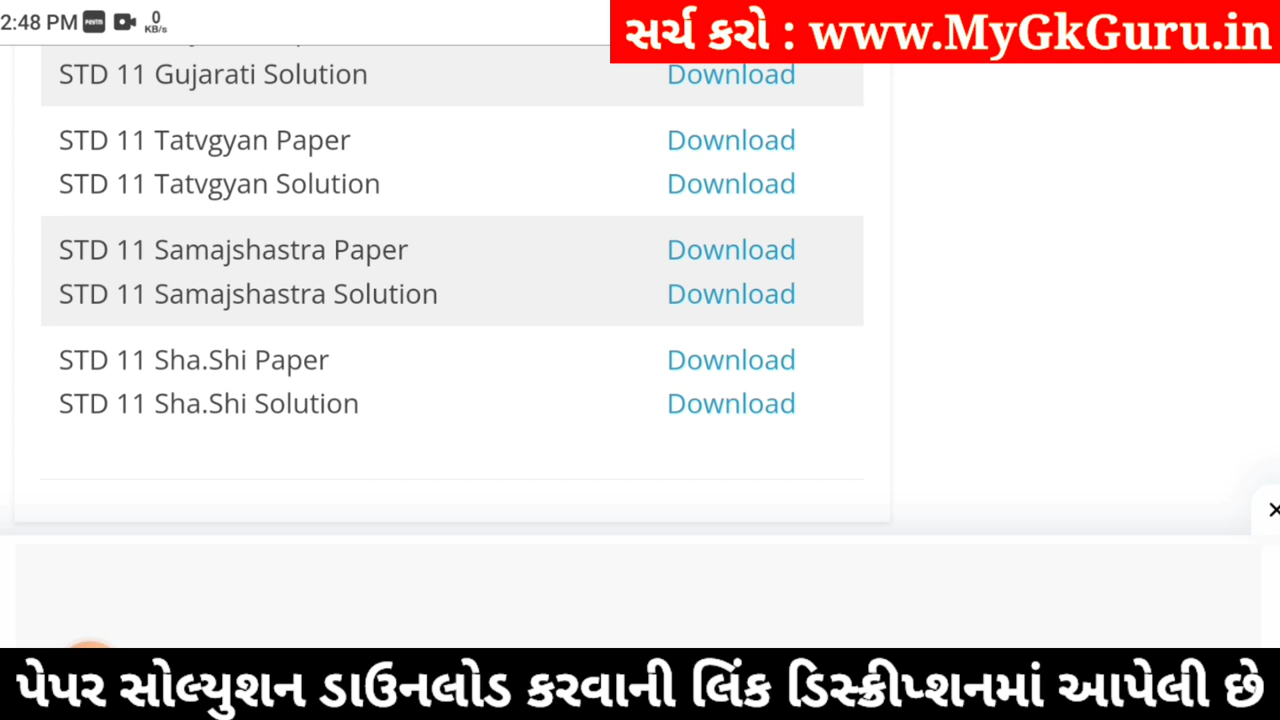 2:48 PM Paytm 0 KB/s
સર્ચ કરો : www.MyGkGuru.in
STD 11 Gujarati Solution Download
STD 11 Tatvgyan Paper Download
STD 11 Tatvgyan Solution Download
STD 11 Samajshastra Paper Download
STD 11 Samajshastra Solution Download
STD 11 Sha.Shi Paper Download
STD 11 Sha.Shi Solution Download
પેપર સોલ્યુશન ડાઉનલોડ કરવાની લિંક ડિસ્ક્રીપ્શનમાં આપેલી છે